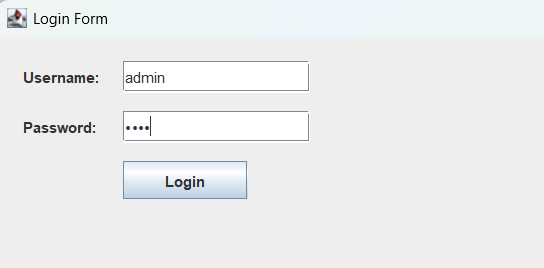 Login Form
Username: admin
Password: ••••
Login